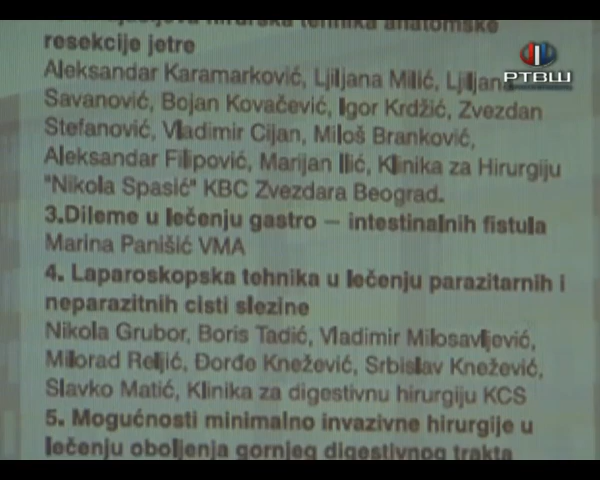 hirurska tehnika anatomske
resekcije jetre
Aleksandar Karamarković, Ljiljana Milić, Ljiljana
Savanović, Bojan Kovačević, Igor Krdžić, Zvezdan
Stefanović, Vladimir Cijan, Miloš Branković,
Aleksandar Filipović, Marijan Ilić, Klinika za Hirurgiju
"Nikola Spasić" KBC Zvezdara Beograd.
3.Dileme u lečenju gastro – intestinalnih fistula
Marina Panišić VMA
4. Laparoskopska tehnika u lečenju parazitarnih i
neparazitnih cisti slezine
Nikola Grubor, Boris Tadić, Vladimir Milosavljević,
Milorad Reljić, Đorđe Knežević, Srbislav Knežević,
Slavko Matić, Klinika za digestivnu hirurgiju KCS
5. Mogućnosti minimalno invazivne hirurgije u
lečenju oboljenja gornjeg digestivnog trakta
РТВШ